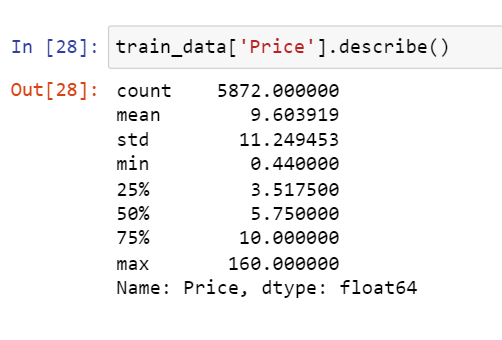 In [28]: train_data['Price'].describe()
Out[28]: count    5872.000000
mean        9.603919
std        11.249453
min         0.440000
25%         3.517500
50%         5.750000
75%        10.000000
max       160.000000
Name: Price, dtype: float64